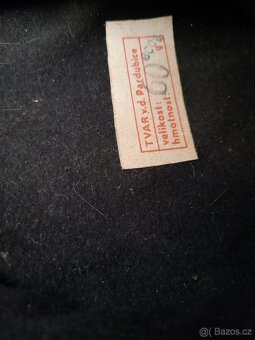 TVAR v.d. Pardubice
velikost: 60
hmotnost:
© Bazos.cz